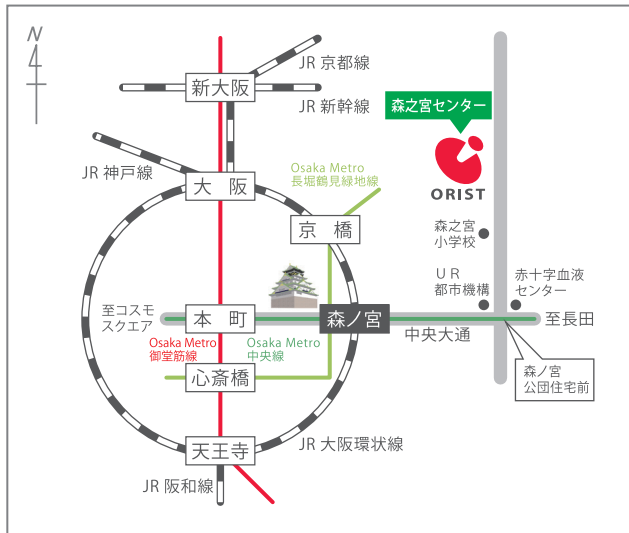 N
JR 京都線
新大阪
JR 新幹線
森之宮センター
JR 神戸線
大阪
Osaka Metro
長堀鶴見緑地線
ORIST
京橋
森之宮
小学校
UR
都市機構
赤十字血液
センター
至コスモ
スクエア
本町
森ノ宮
中央大通
至長田
Osaka Metro
御堂筋線
Osaka Metro
中央線
心斎橋
森ノ宮
公団住宅前
天王寺
JR 大阪環状線
JR 阪和線